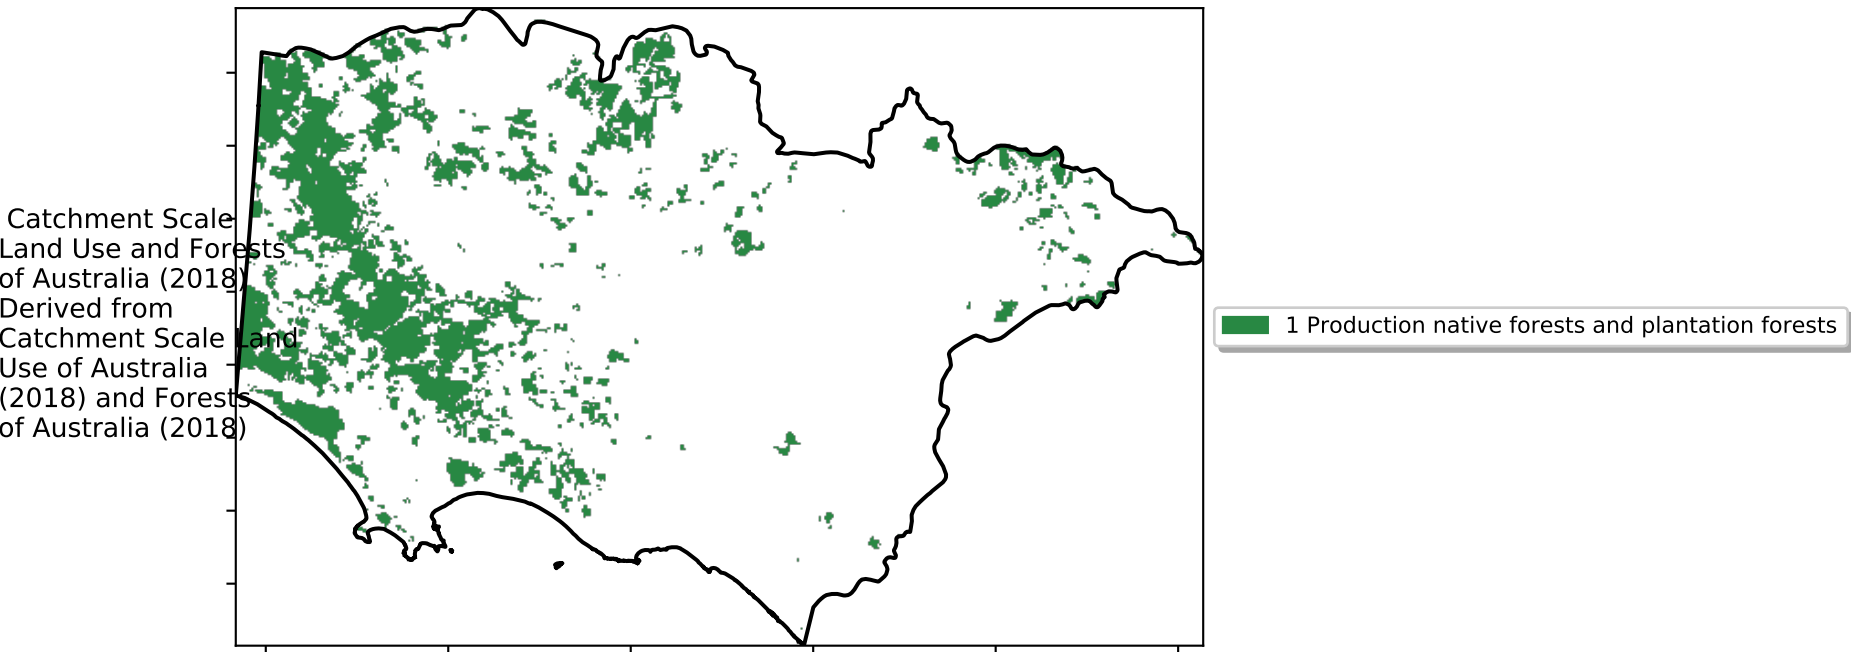 Catchment Scale
Land Use and Forests
of Australia (2018)
Derived from
Catchment Scale Land
Use of Australia
(2018) and Forests
of Australia (2018)
1 Production native forests and plantation forests